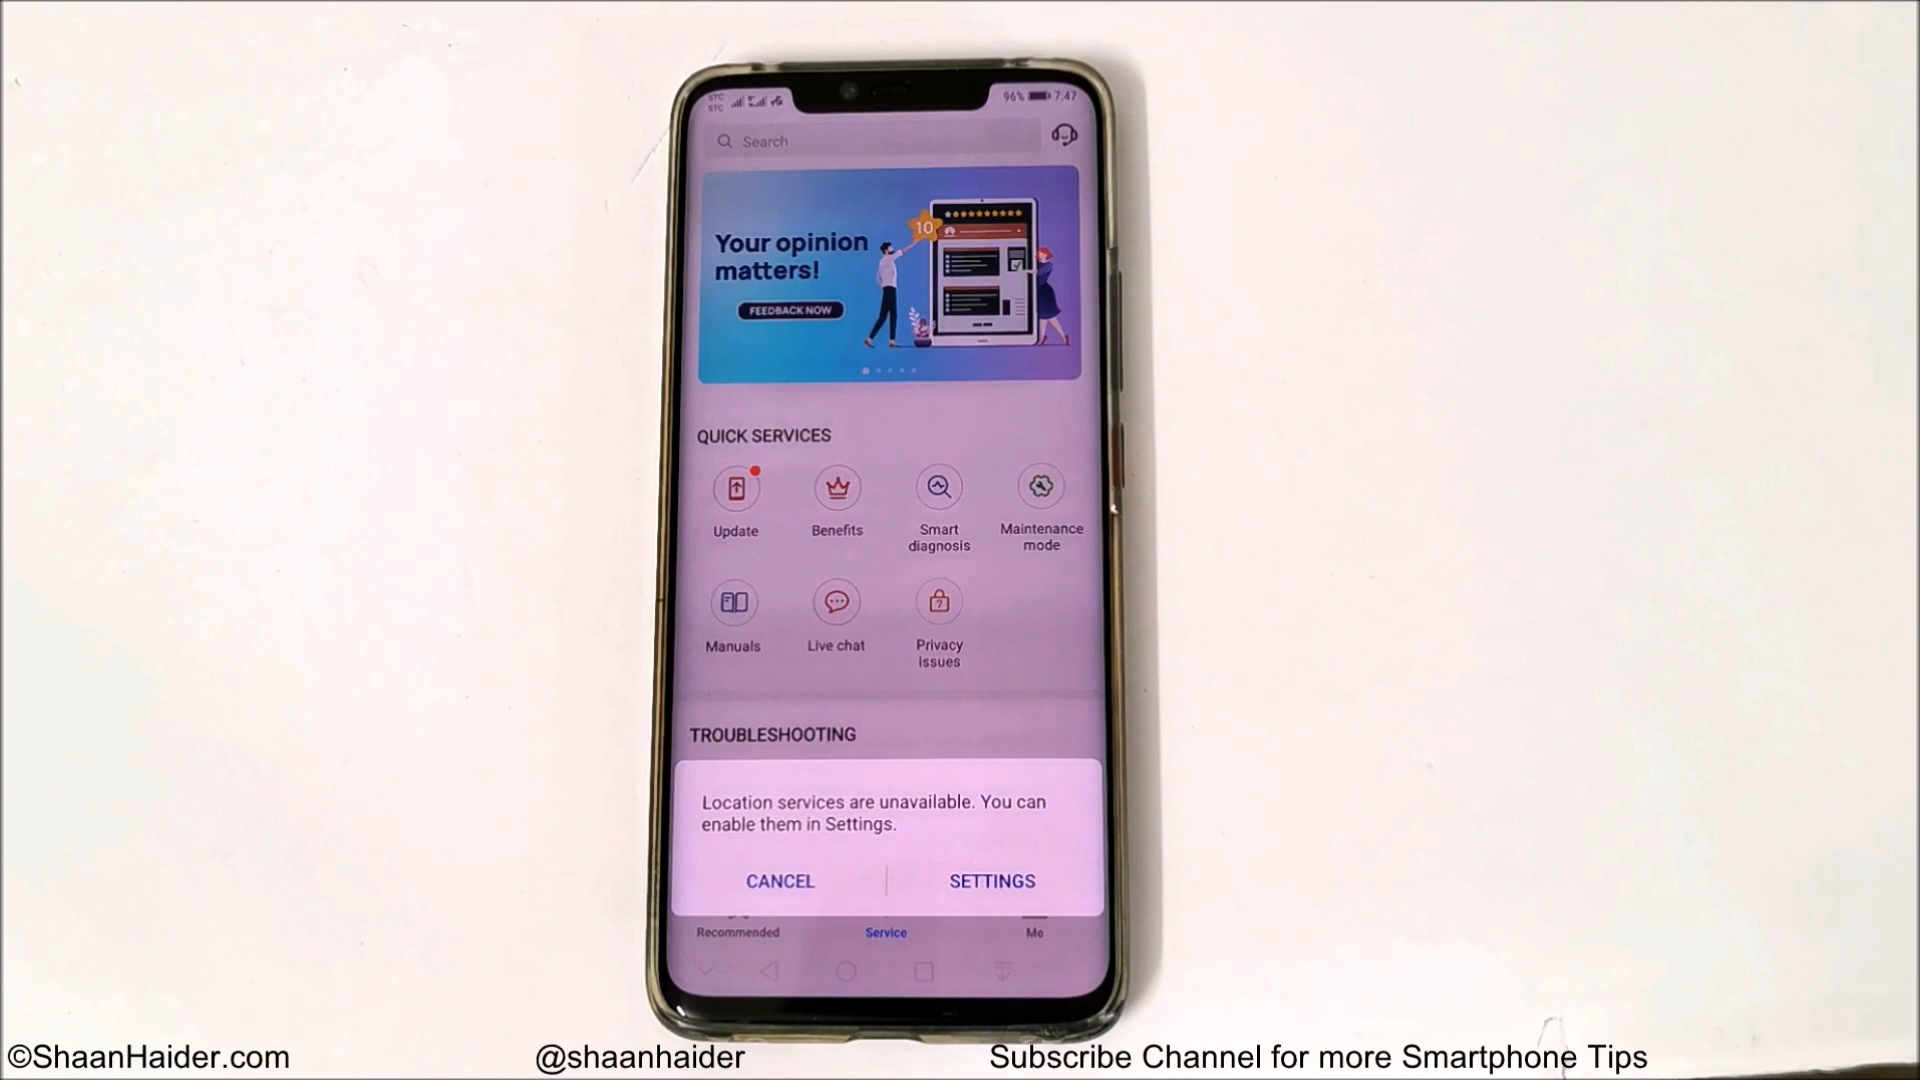 STC
STC
96% 7:47
Search
Your opinion
matters!
FEEDBACK NOW
10
QUICK SERVICES
Update
Benefits
Smart
diagnosis
Maintenance
mode
Manuals
Live chat
Privacy
issues
TROUBLESHOOTING
Location services are unavailable. You can
enable them in Settings.
CANCEL
SETTINGS
Recommended
Service
Me
©ShaanHaider.com
@shaanhaider
Subscribe Channel for more Smartphone Tips